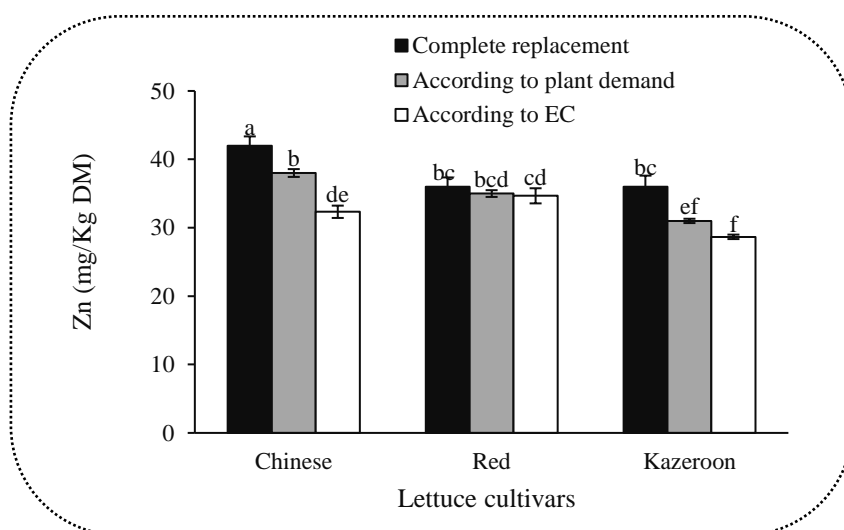 Complete replacement
According to plant demand
According to EC
50
40
30
20
10
0
Zn (mg/Kg DM)
a
b
de
bc
bcd
cd
bc
ef
f
Chinese
Red
Kazeroon
Lettuce cultivars